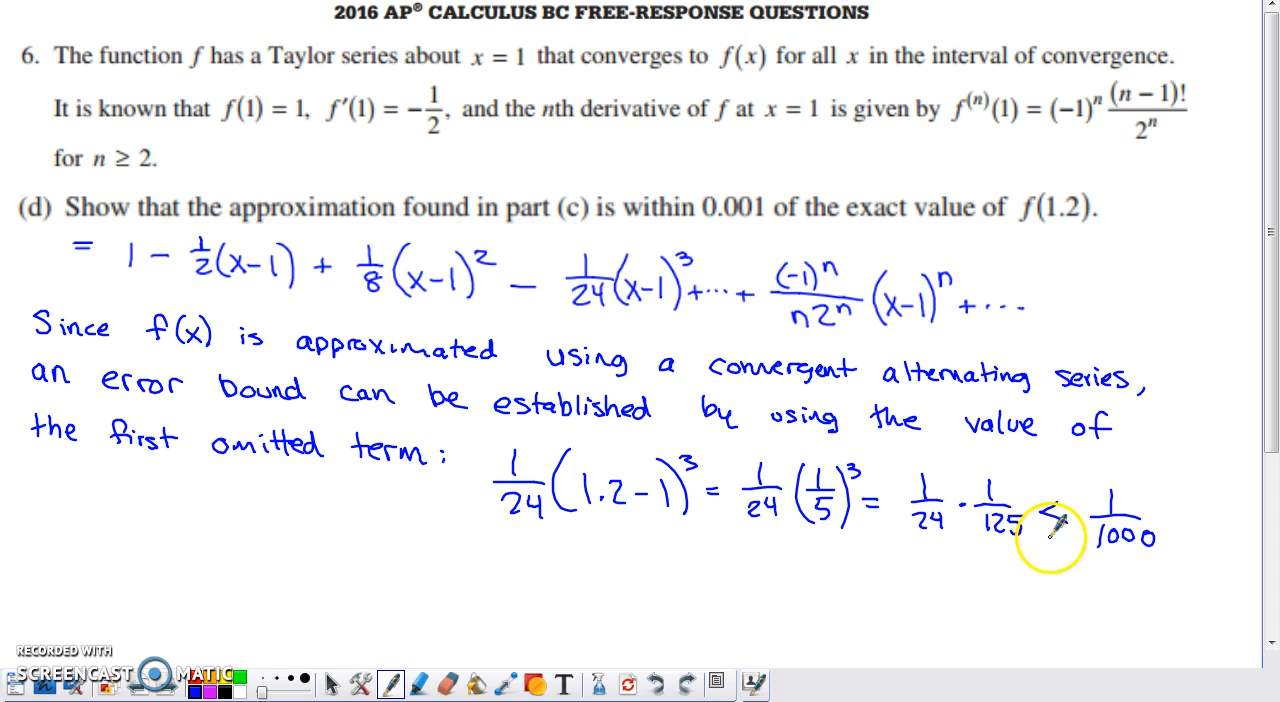 2016 AP® CALCULUS BC FREE-RESPONSE QUESTIONS
6. The function f has a Taylor series about x = 1 that converges to f(x) for all x in the interval of convergence.
It is known that f(1) = 1, f′(1) = −1/2, and the nth derivative of f at x = 1 is given by f⁽ⁿ⁾(1) = (−1)ⁿ (n − 1)!/2ⁿ
for n ≥ 2.
(d) Show that the approximation found in part (c) is within 0.001 of the exact value of f(1.2).
= 1 − 1/2(x−1) + 1/8(x−1)² − 1/24(x−1)³ + ··· + (−1)ⁿ/n2ⁿ (x−1)ⁿ + ···
Since f(x) is approximated using a convergent alternating series,
an error bound can be established by using the value of
the first omitted term: 1/24(1.2−1)³ = 1/24(1/5)³ = 1/24 · 1/125 < 1/1000
RECORDED WITH
SCREENCAST MATIC
T